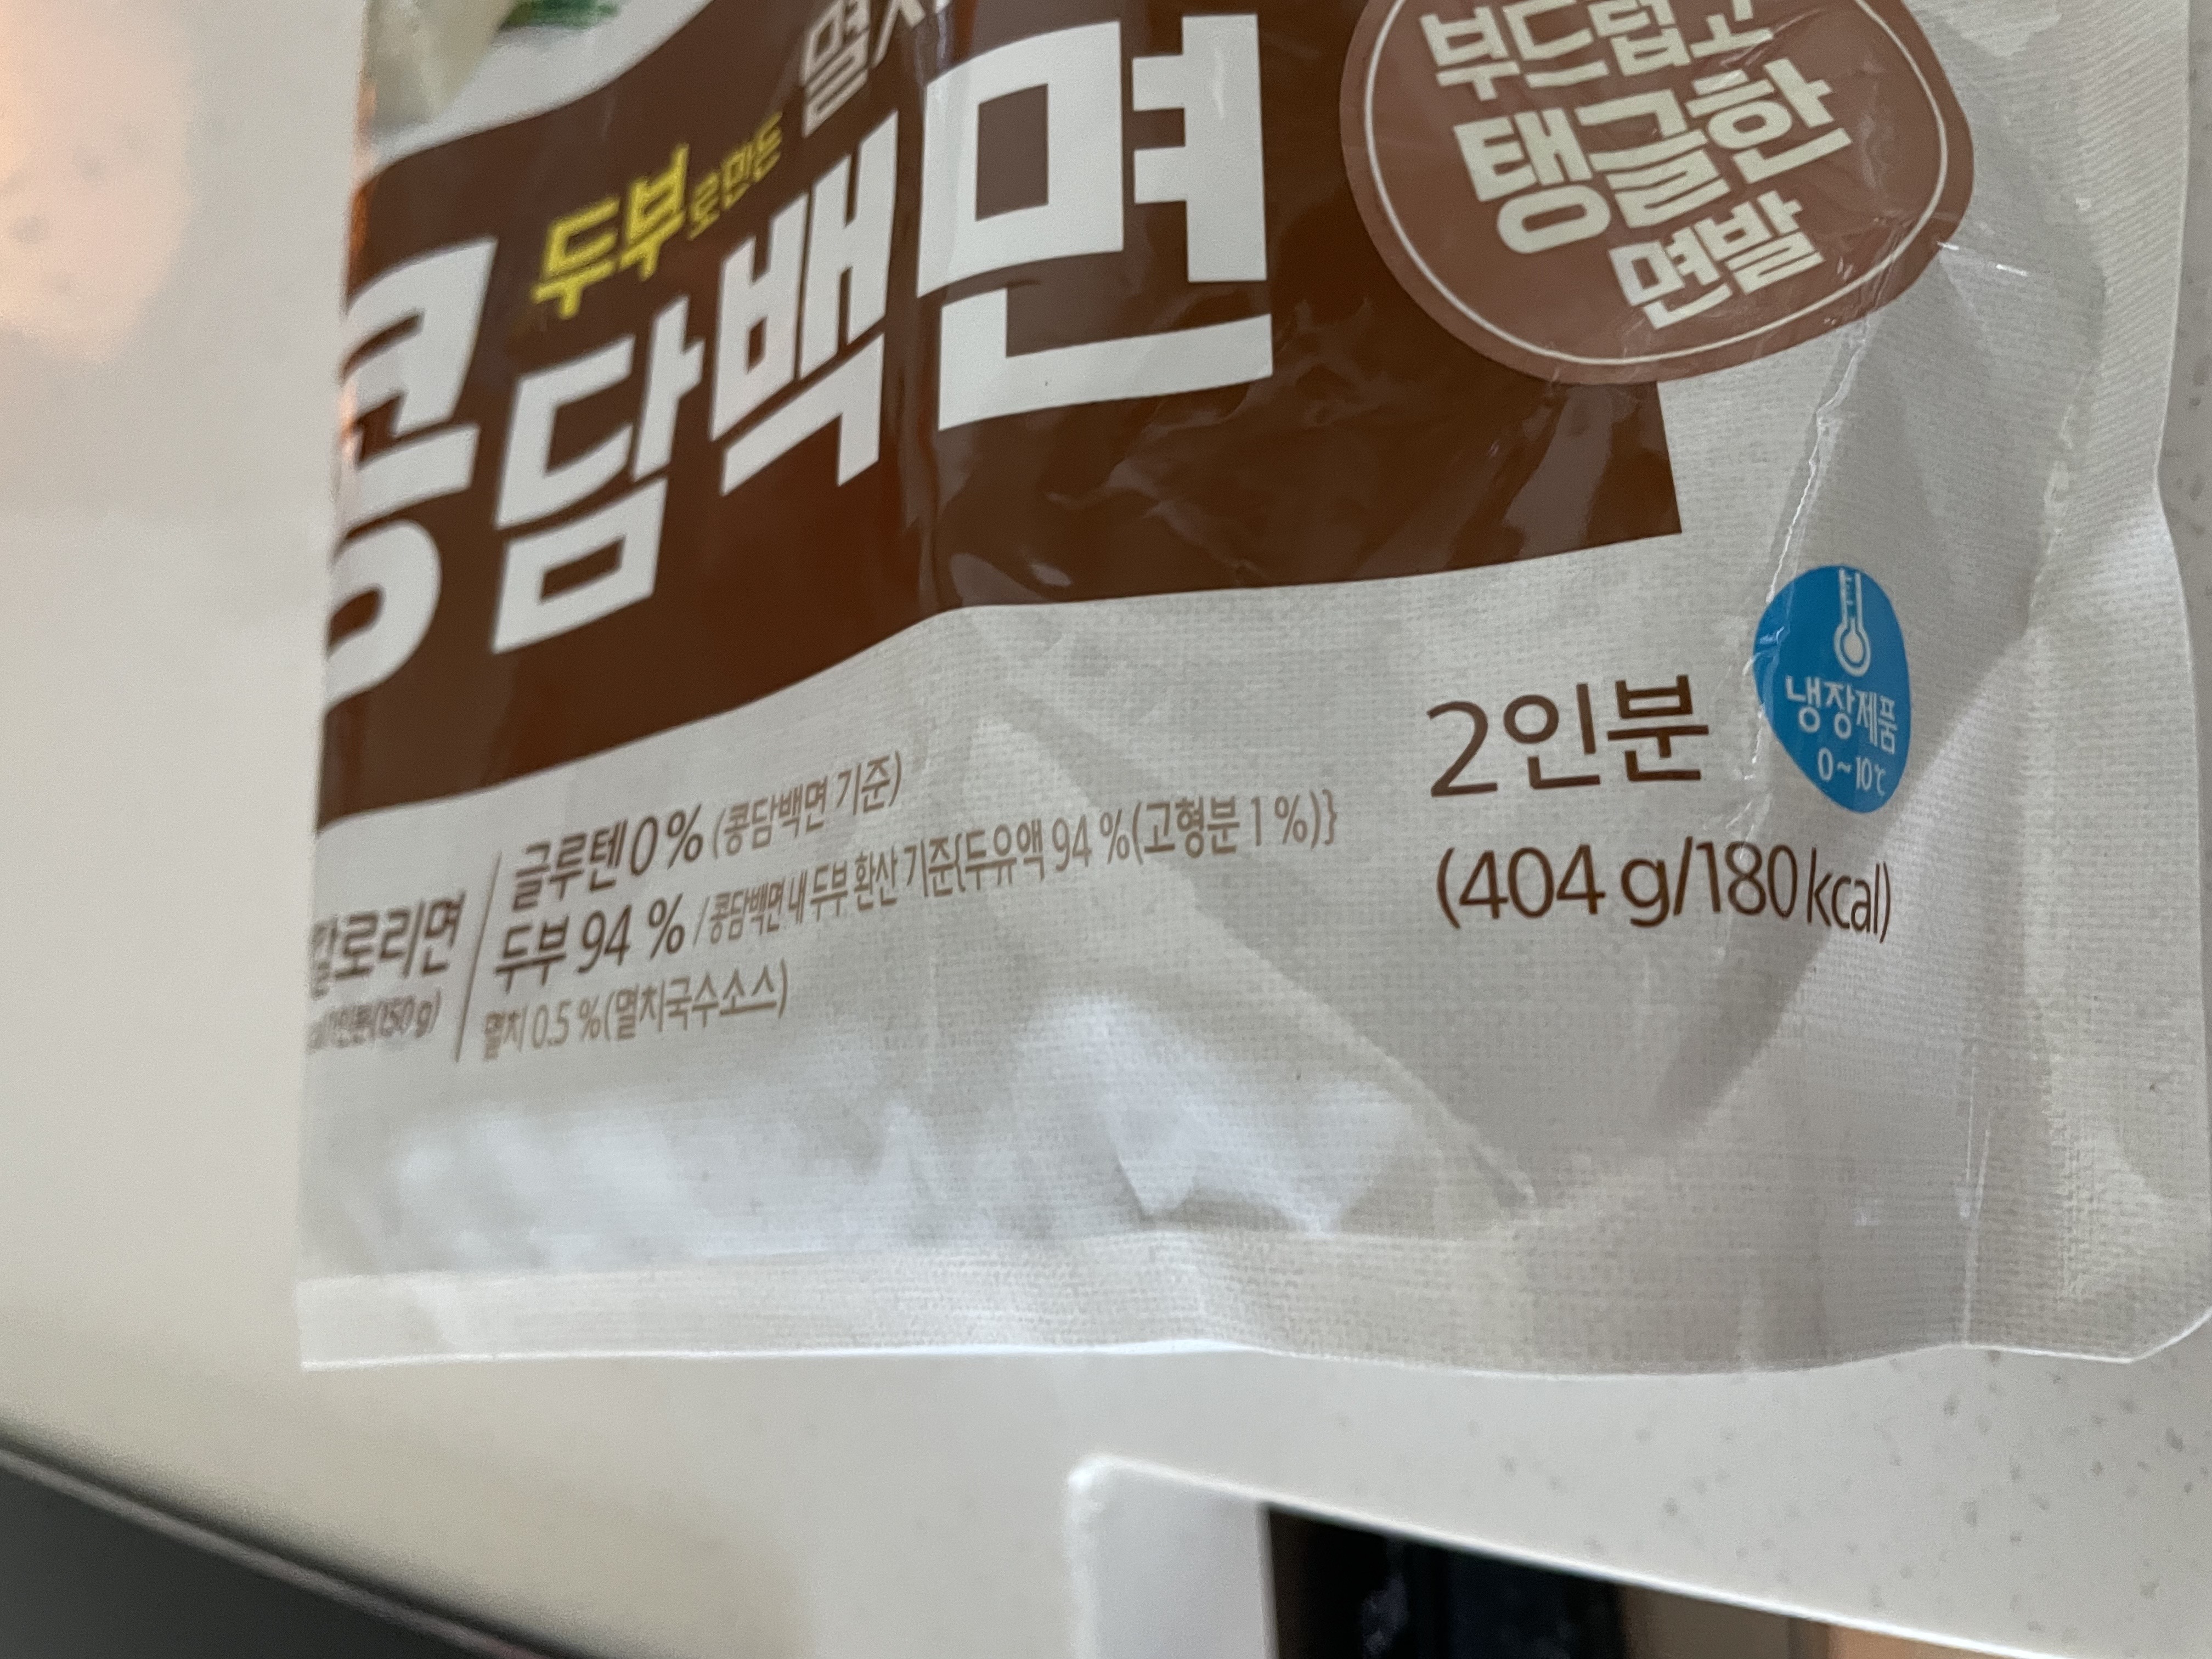 두부로만든
콩담백면
부드럽고
탱글한
면발
냉장제품
0~10℃
2인분
(404 g/180 kcal)
글루텐 0 % (콩담백면 기준)
두부 94 % /콩담백면 내 두부 환산 기준{두유액 94 %(고형분 1 %)}
멸치 0.5 %(멸치국수소스)
칼로리면
1인분(150 g)